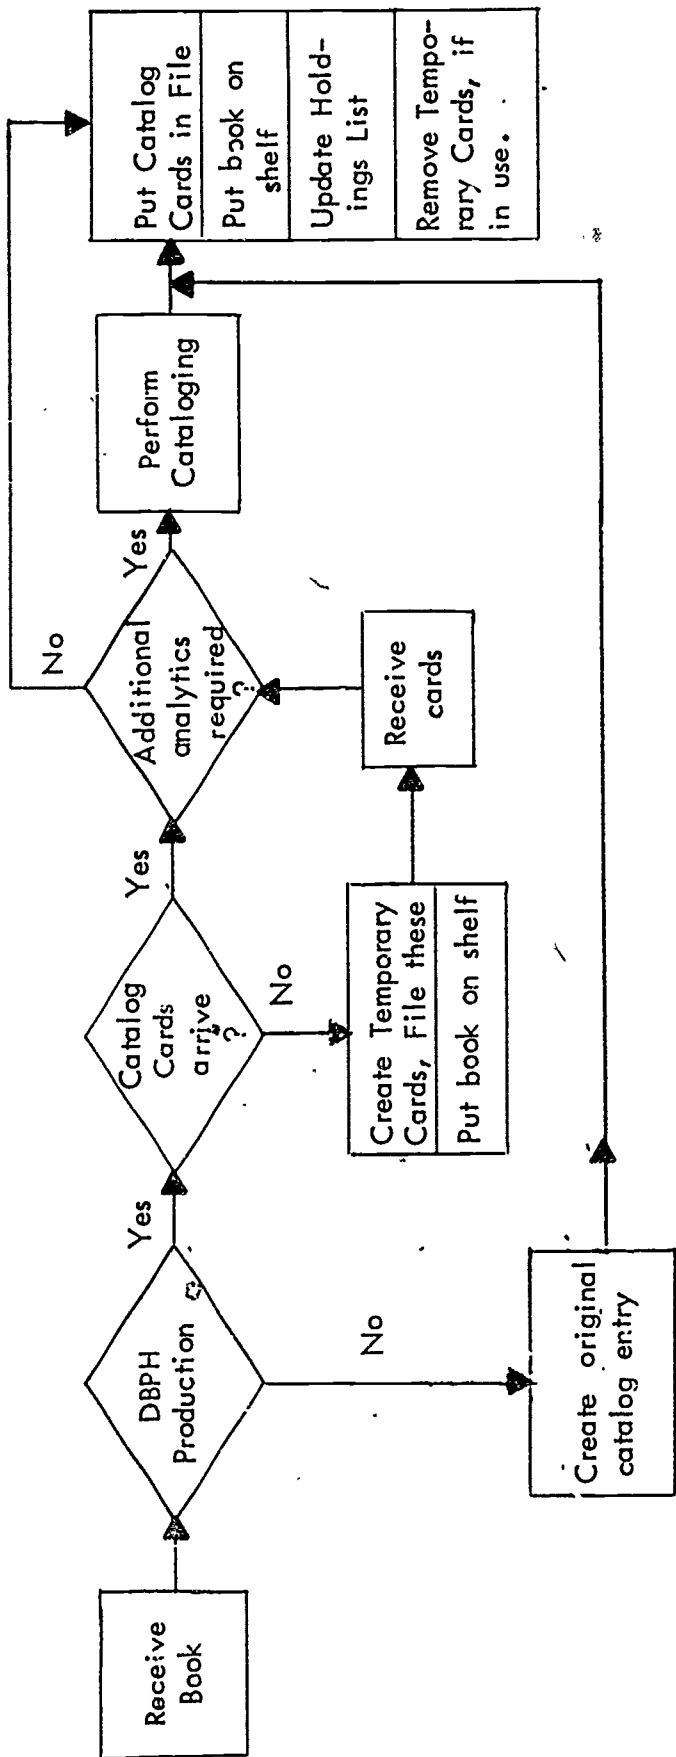 Receive
Book
DBPH
Production ?
Yes
No
Catalog
Cards
arrive
?
Yes
No
Create Temporary
Cards, File these
Put book on shelf
Receive
cards
Additional
analytics
required
?
Yes
No
Perform
Cataloging
Create original
catalog entry
Put Catalog
Cards in File
Put book on
shelf
Update Hold-
ings List
Remove Tempo-
rary Cards, if
in use.